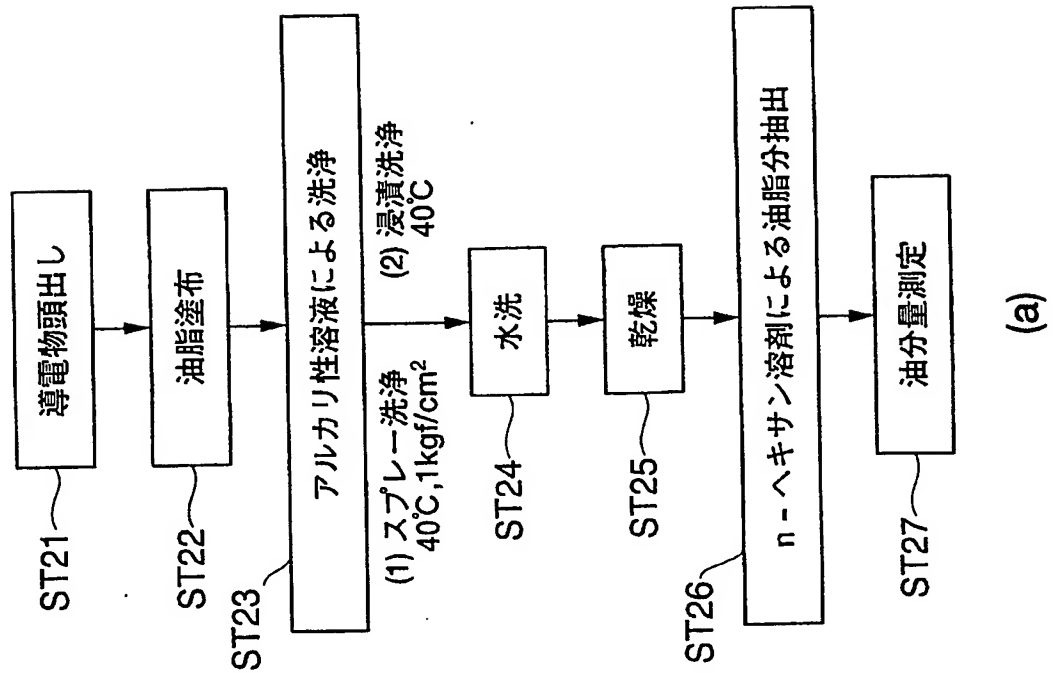 ST21
導電物頭出し
ST22
油脂塗布
ST23
アルカリ性溶液による洗浄
(1) スプレー洗浄
40℃,1kgf/cm²
(2) 浸漬洗浄
40℃
ST24
水洗
ST25
乾燥
ST26
n-ヘキサン溶剤による油脂分抽出
ST27
油分量測定
(a)